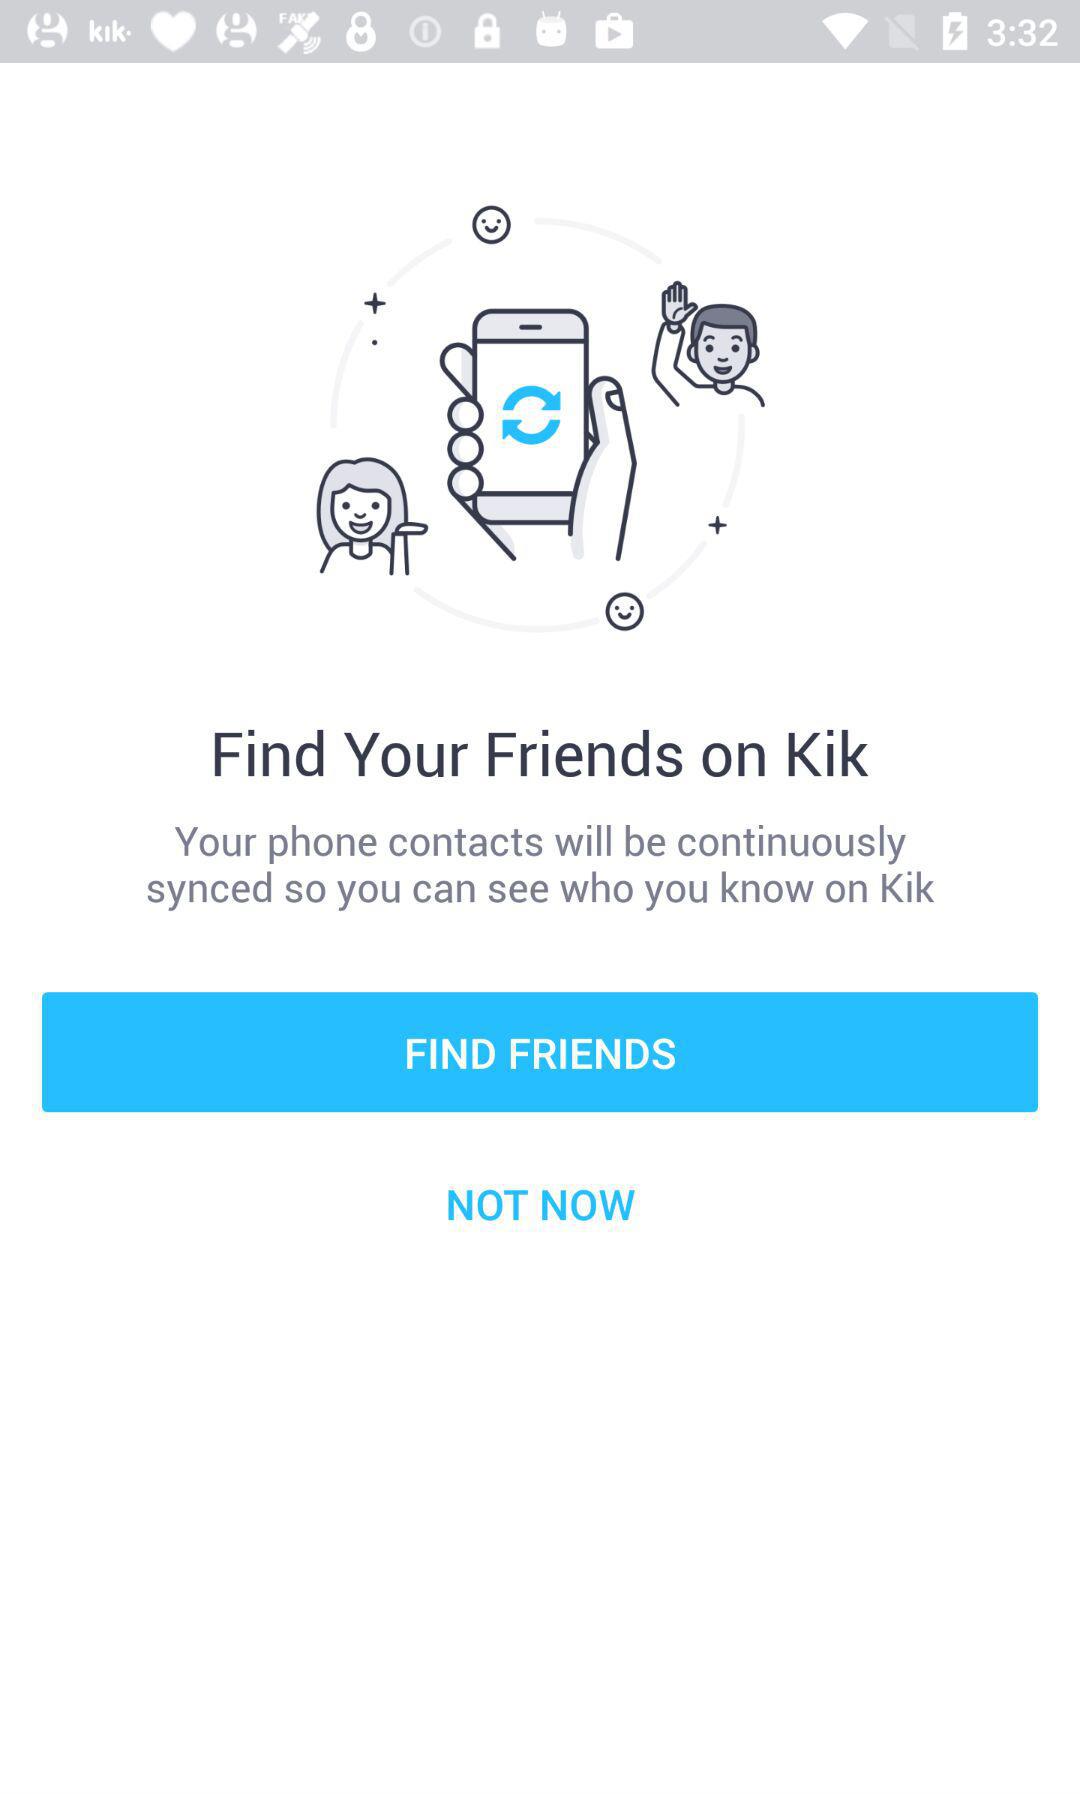 kik. FAKE 3:32
Find Your Friends on Kik
Your phone contacts will be continuously
synced so you can see who you know on Kik
FIND FRIENDS
NOT NOW